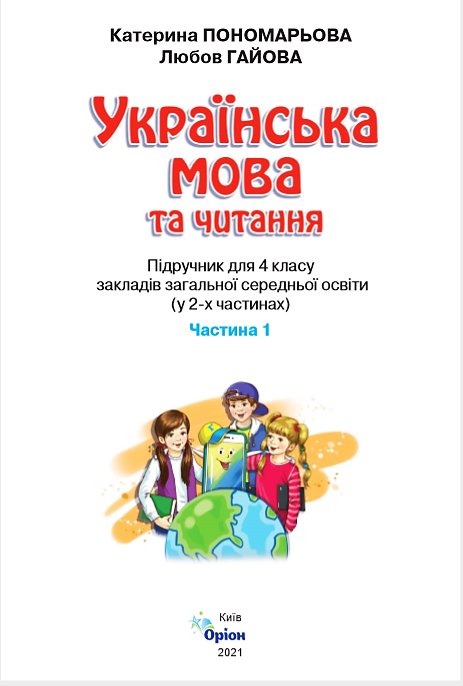 Катерина ПОНОМАРЬОВА
Любов ГАЙОВА
Українська
мова
та читання
Підручник для 4 класу
закладів загальної середньої освіти
(у 2-х частинах)
Частина 1
Київ
Оріон
2021